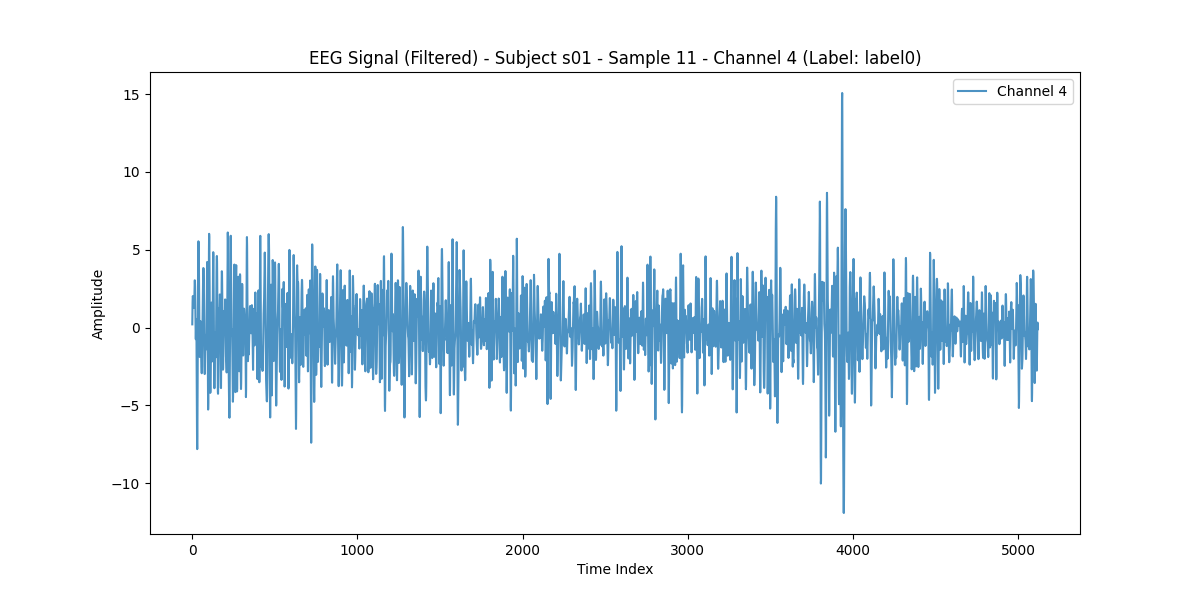 EEG Signal (Filtered) - Subject s01 - Sample 11 - Channel 4 (Label: label0)
Channel 4
15
10
5
0
−5
−10
Amplitude
0 1000 2000 3000 4000 5000
Time Index